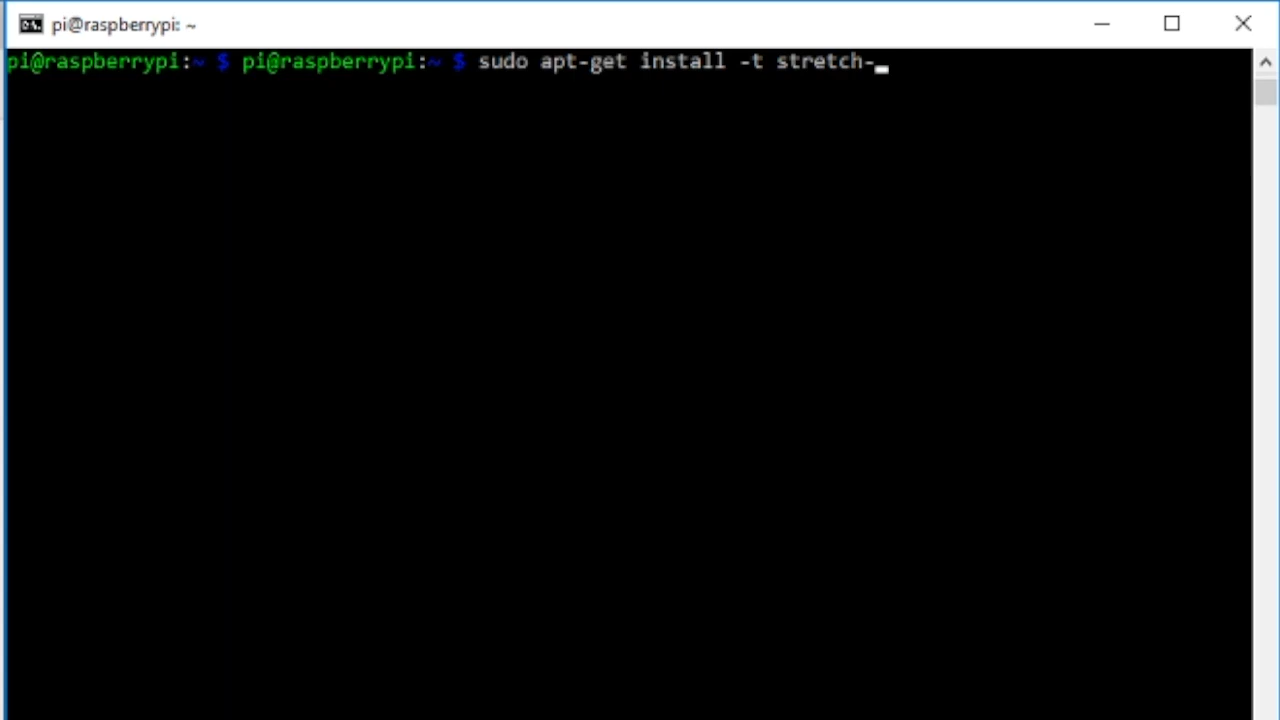 pi@raspberrypi: ~
pi@raspberrypi:~ $ pi@raspberrypi:~ $ sudo apt-get install -t stretch-